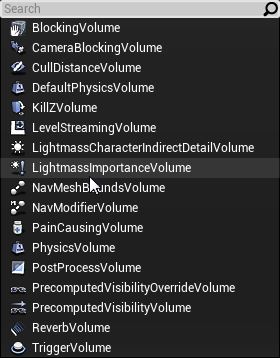 Search
BlockingVolume
CameraBlockingVolume
CullDistanceVolume
DefaultPhysicsVolume
KillZVolume
LevelStreamingVolume
LightmassCharacterIndirectDetailVolume
LightmassImportanceVolume
NavMeshBoundsVolume
NavModifierVolume
PainCausingVolume
PhysicsVolume
PostProcessVolume
PrecomputedVisibilityOverrideVolume
PrecomputedVisibilityVolume
ReverbVolume
TriggerVolume